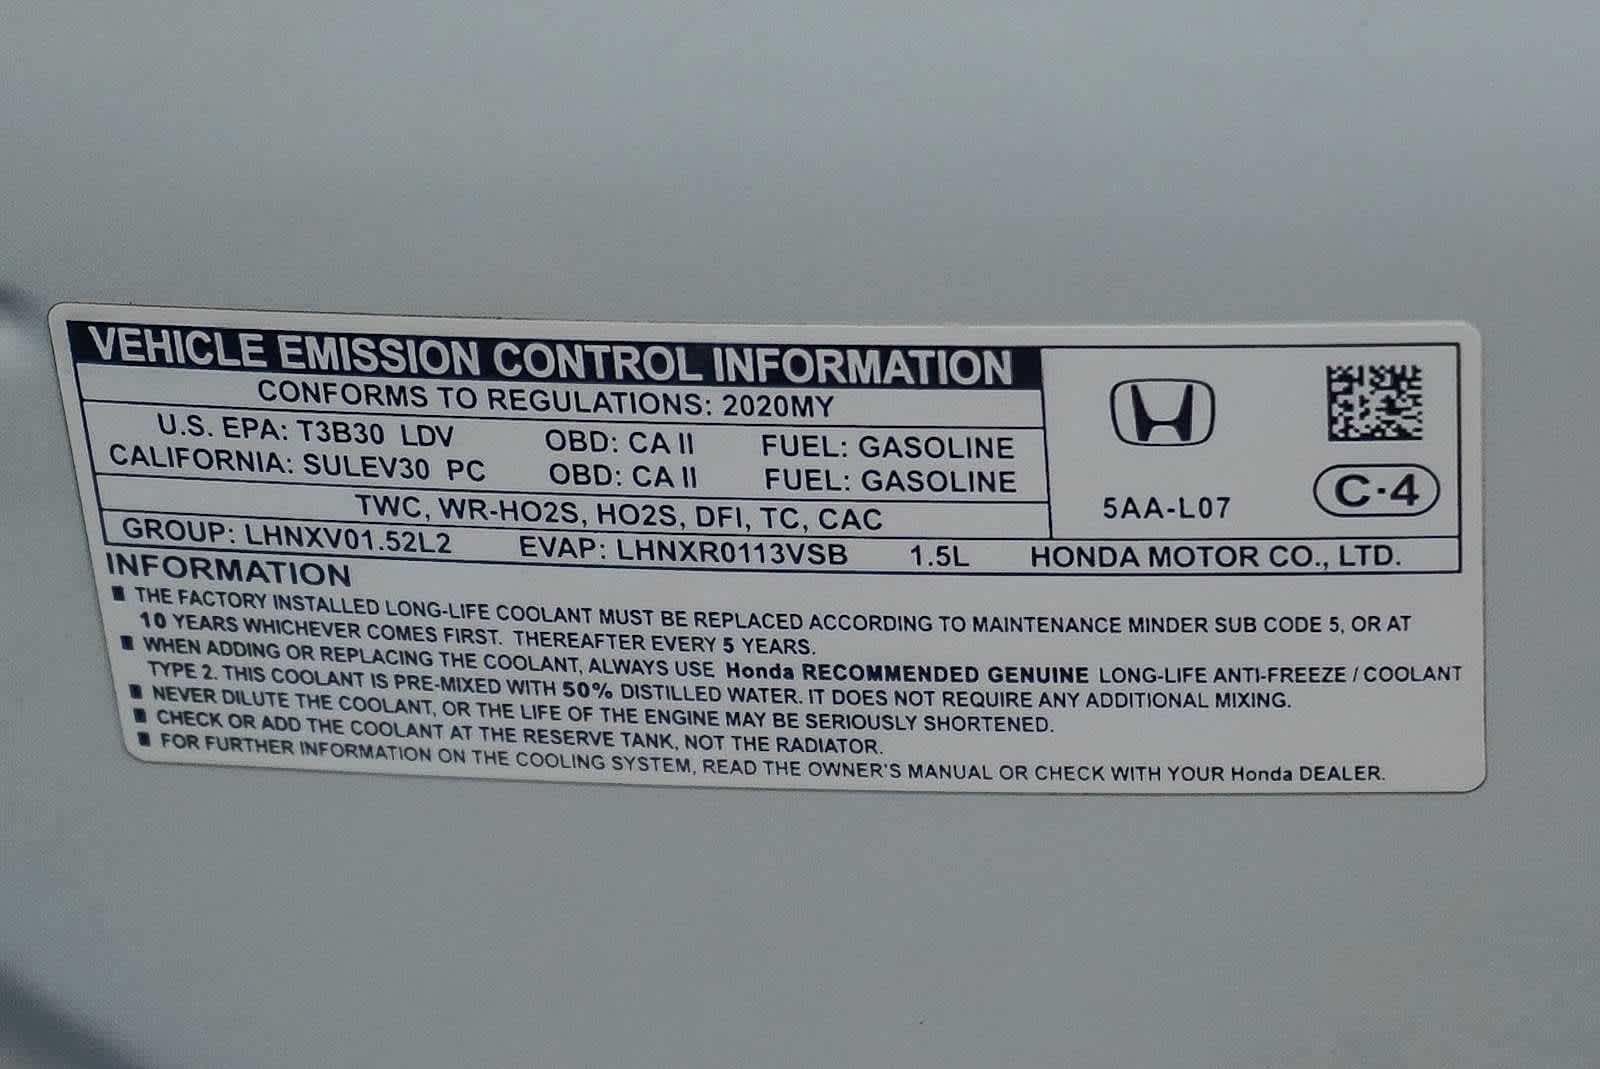 VEHICLE EMISSION CONTROL INFORMATION
CONFORMS TO REGULATIONS: 2020MY
U.S. EPA: T3B30 LDV OBD: CA II FUEL: GASOLINE
CALIFORNIA: SULEV30 PC OBD: CA II FUEL: GASOLINE
TWC, WR-HO2S, HO2S, DFI, TC, CAC
5AA-L07
C·4
GROUP: LHNXV01.52L2 EVAP: LHNXR0113VSB 1.5L HONDA MOTOR CO., LTD.
INFORMATION
■ THE FACTORY INSTALLED LONG-LIFE COOLANT MUST BE REPLACED ACCORDING TO MAINTENANCE MINDER SUB CODE 5, OR AT
10 YEARS WHICHEVER COMES FIRST. THEREAFTER EVERY 5 YEARS.
■ WHEN ADDING OR REPLACING THE COOLANT, ALWAYS USE Honda RECOMMENDED GENUINE LONG-LIFE ANTI-FREEZE / COOLANT
TYPE 2. THIS COOLANT IS PRE-MIXED WITH 50% DISTILLED WATER. IT DOES NOT REQUIRE ANY ADDITIONAL MIXING.
■ NEVER DILUTE THE COOLANT, OR THE LIFE OF THE ENGINE MAY BE SERIOUSLY SHORTENED.
■ CHECK OR ADD THE COOLANT AT THE RESERVE TANK, NOT THE RADIATOR.
■ FOR FURTHER INFORMATION ON THE COOLING SYSTEM, READ THE OWNER'S MANUAL OR CHECK WITH YOUR Honda DEALER.